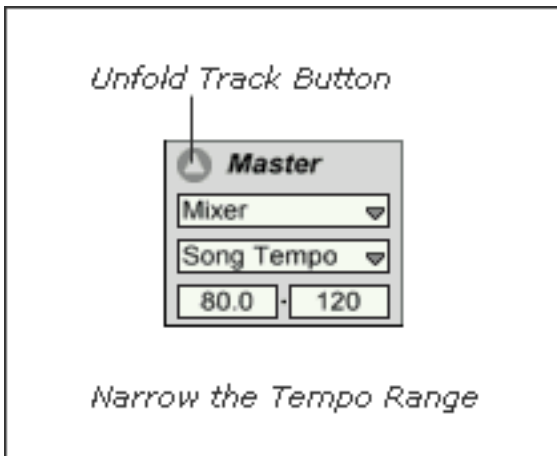 Unfold Track Button
Master
Mixer
Song Tempo
80.0 - 120
Narrow the Tempo Range